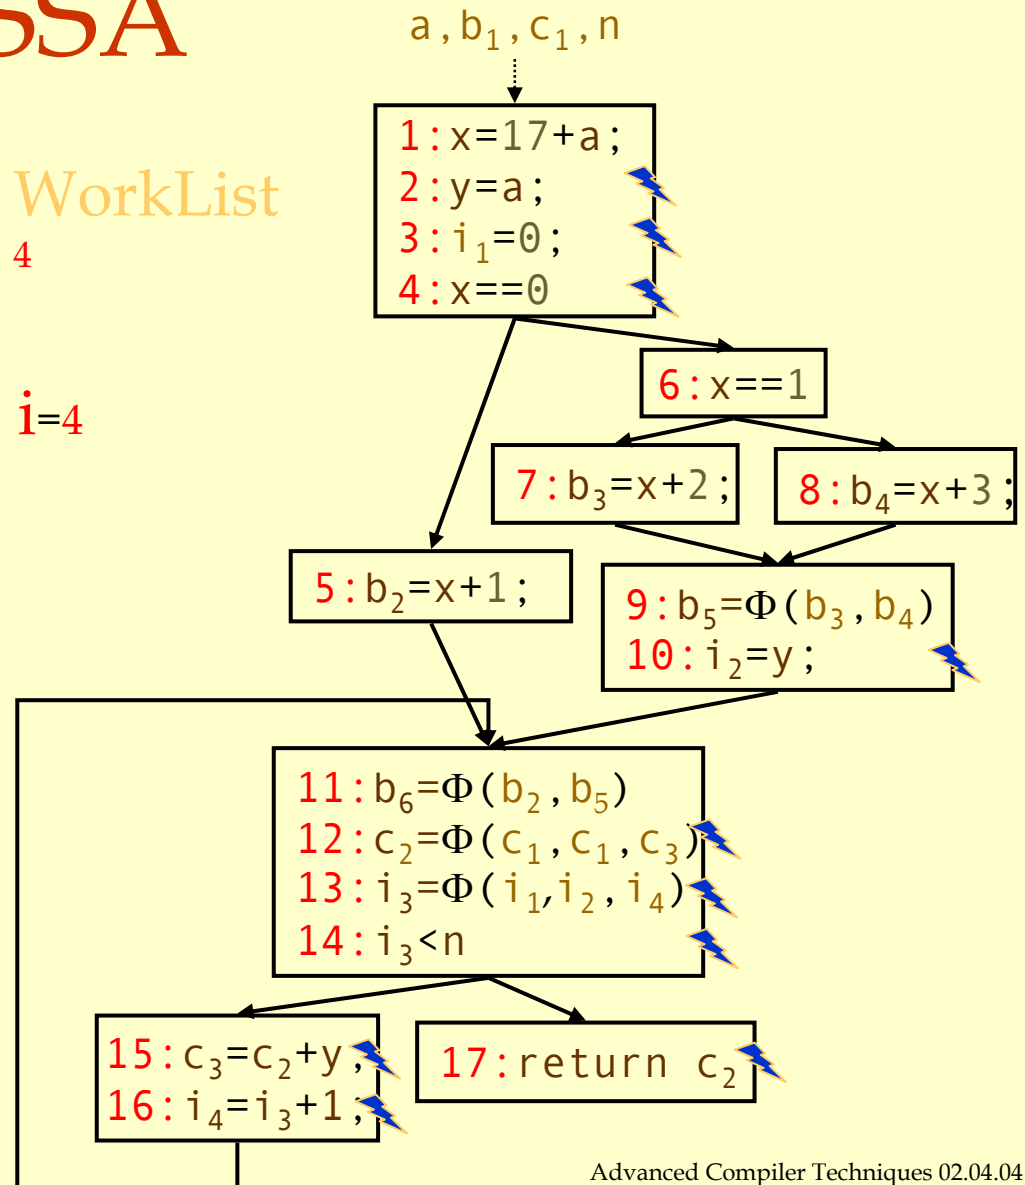 SSA
a,b₁,c₁,n
1:x=17+a;
2:y=a;
3:i₁=0;
4:x==0
WorkList
4
i=4
6:x==1
7:b₃=x+2;
8:b₄=x+3;
5:b₂=x+1;
9:b₅=Φ(b₃,b₄)
10:i₂=y;
11:b₆=Φ(b₂,b₅)
12:c₂=Φ(c₁,c₁,c₃)
13:i₃=Φ(i₁,i₂,i₄)
14:i₃<n
15:c₃=c₂+y;
16:i₄=i₃+1;
17:return c₂
Advanced Compiler Techniques 02.04.04